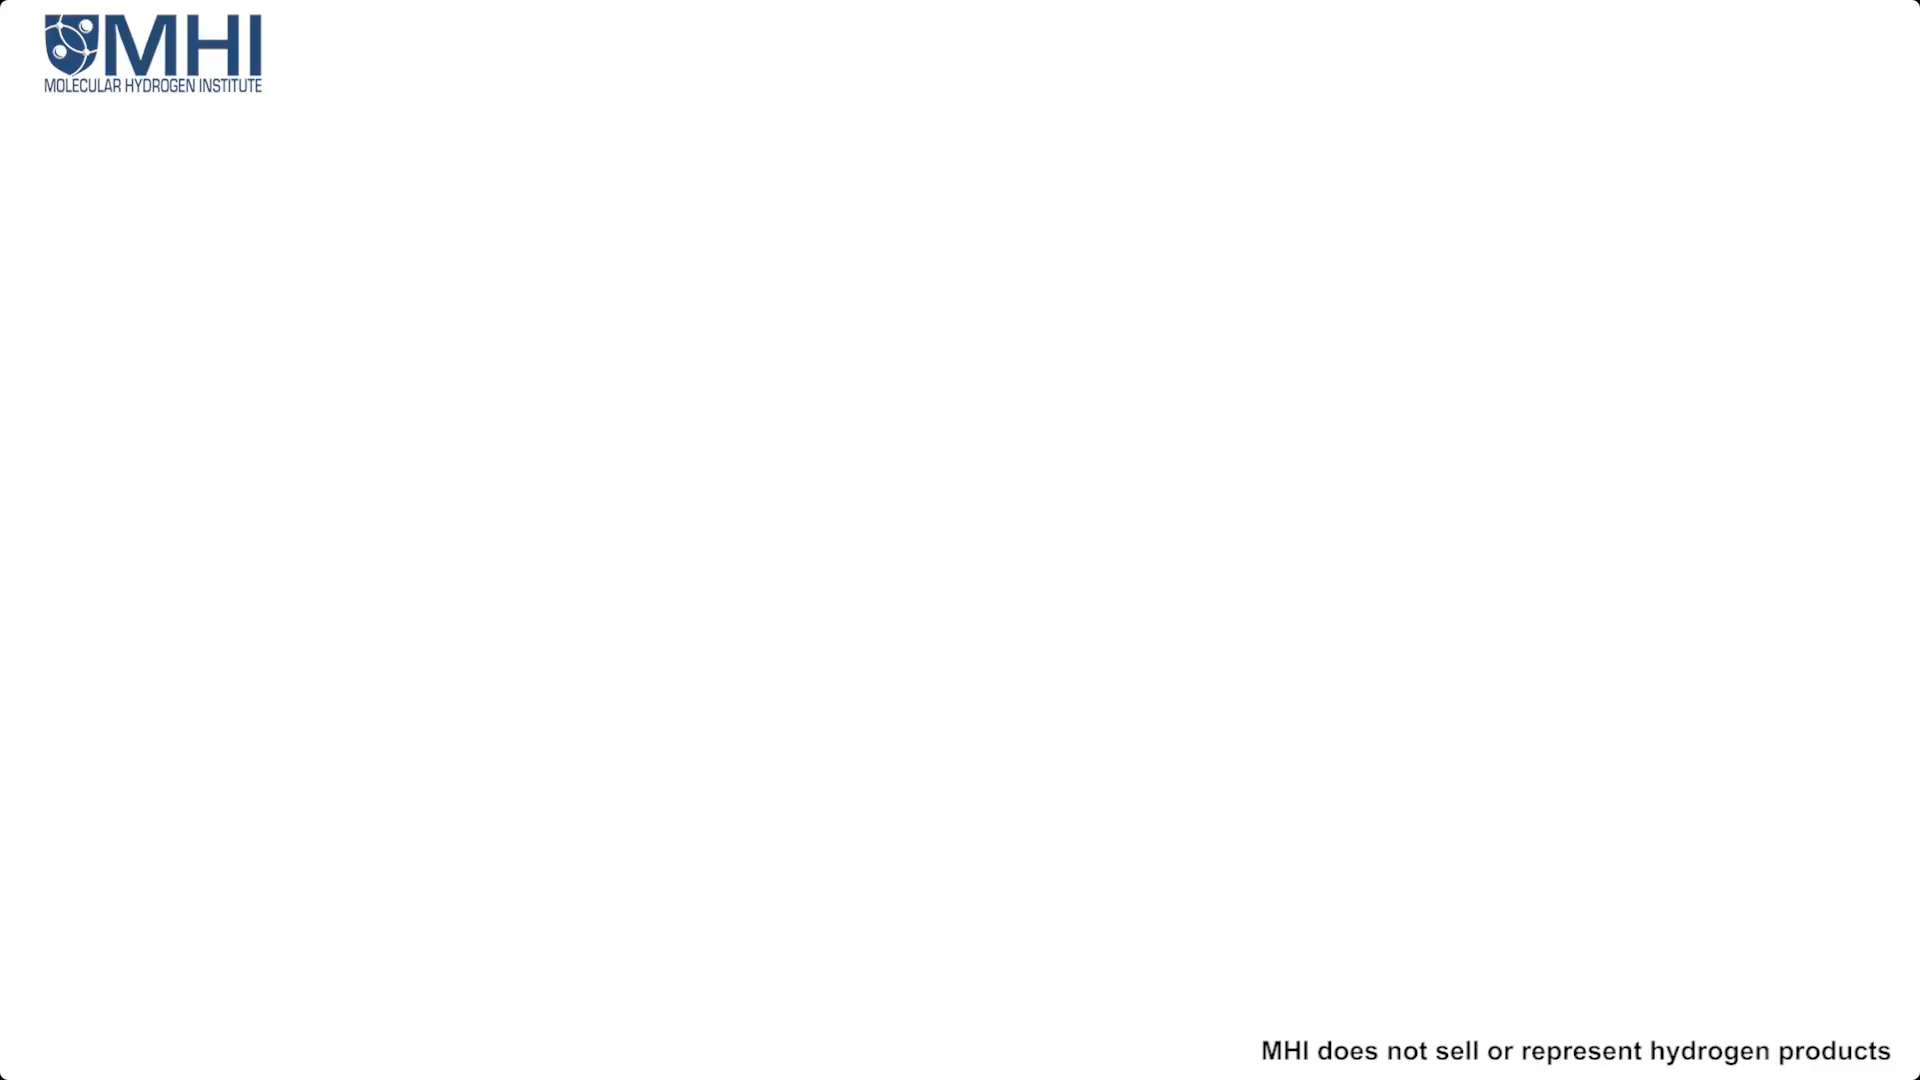 MHI
MOLECULAR HYDROGEN INSTITUTE
MHI does not sell or represent hydrogen products